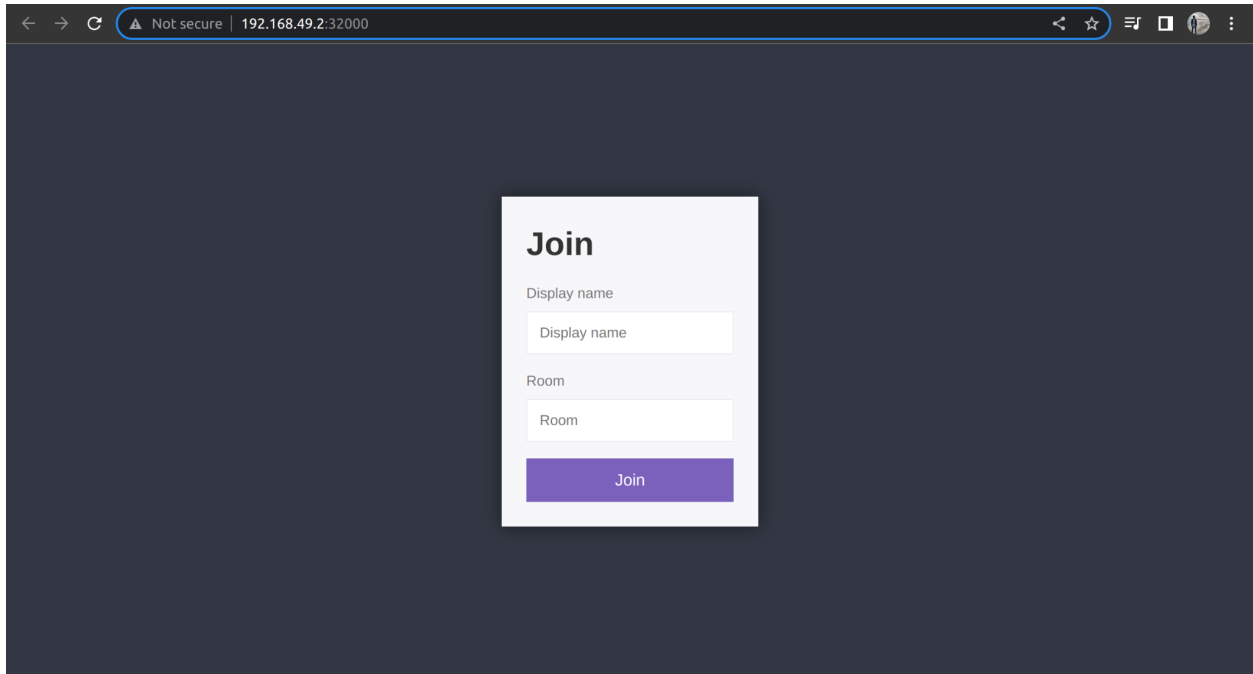 Not secure 192.168.49.2:32000
Join
Display name
Display name
Room
Room
Join